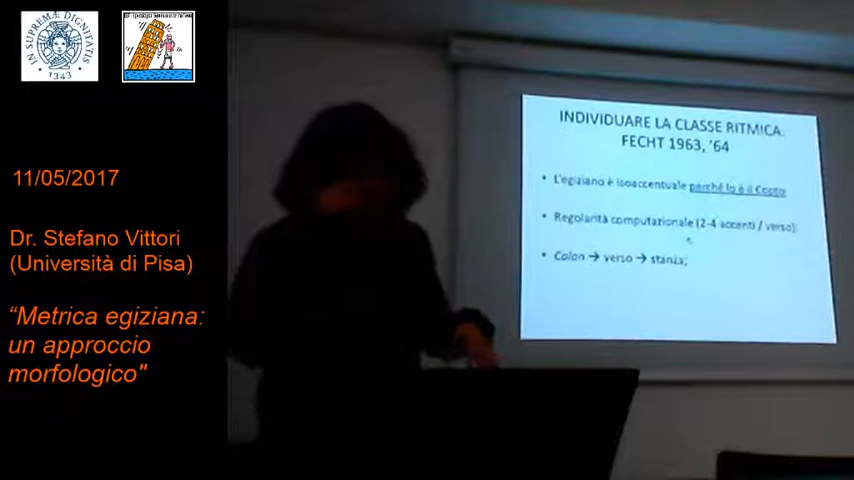 IN SUPREMÆ DIGNITATIS
·1343·
11/05/2017
Dr. Stefano Vittori
(Università di Pisa)
“Metrica egiziana:
un approccio
morfologico"
INDIVIDUARE LA CLASSE RITMICA.
FECHT 1963, '64
• L'egiziano è isoaccentuale perché lo è il Copto
• Regolarità computazionale (2-4 accenti / verso)
• Colon → verso → stanza;